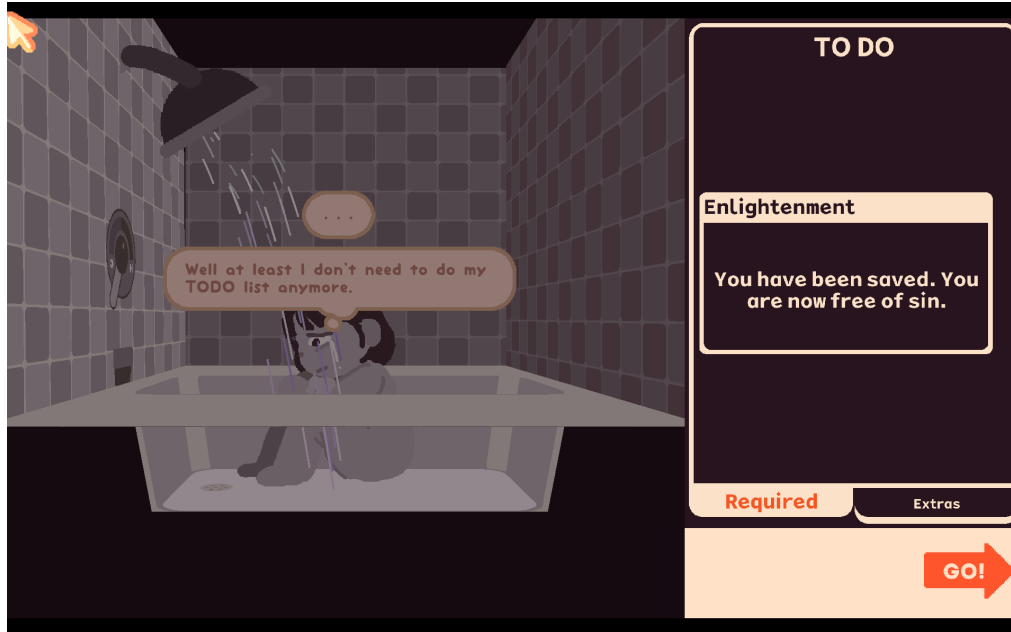 . . .
Well at least I don't need to do my
TODO list anymore.
TO DO
Enlightenment
You have been saved. You
are now free of sin.
Required
Extras
GO!